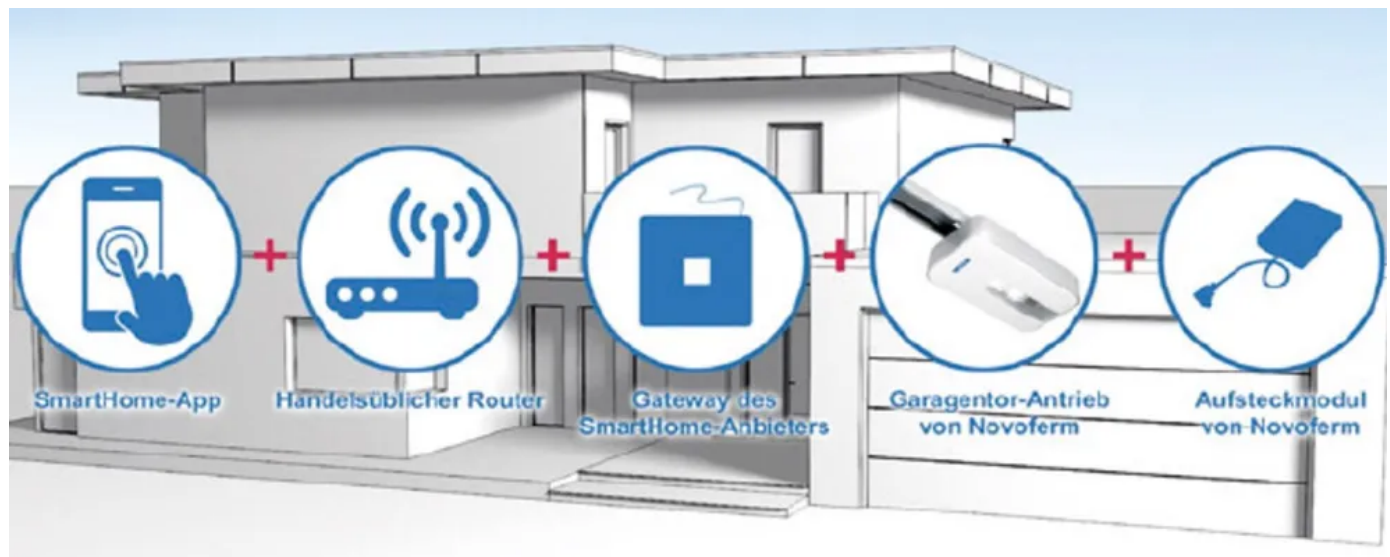 SmartHome-App
Handelsüblicher Router
Gateway des
SmartHome-Anbieters
Garagentor-Antrieb
von Novoferm
Aufsteckmodul
von Novoferm